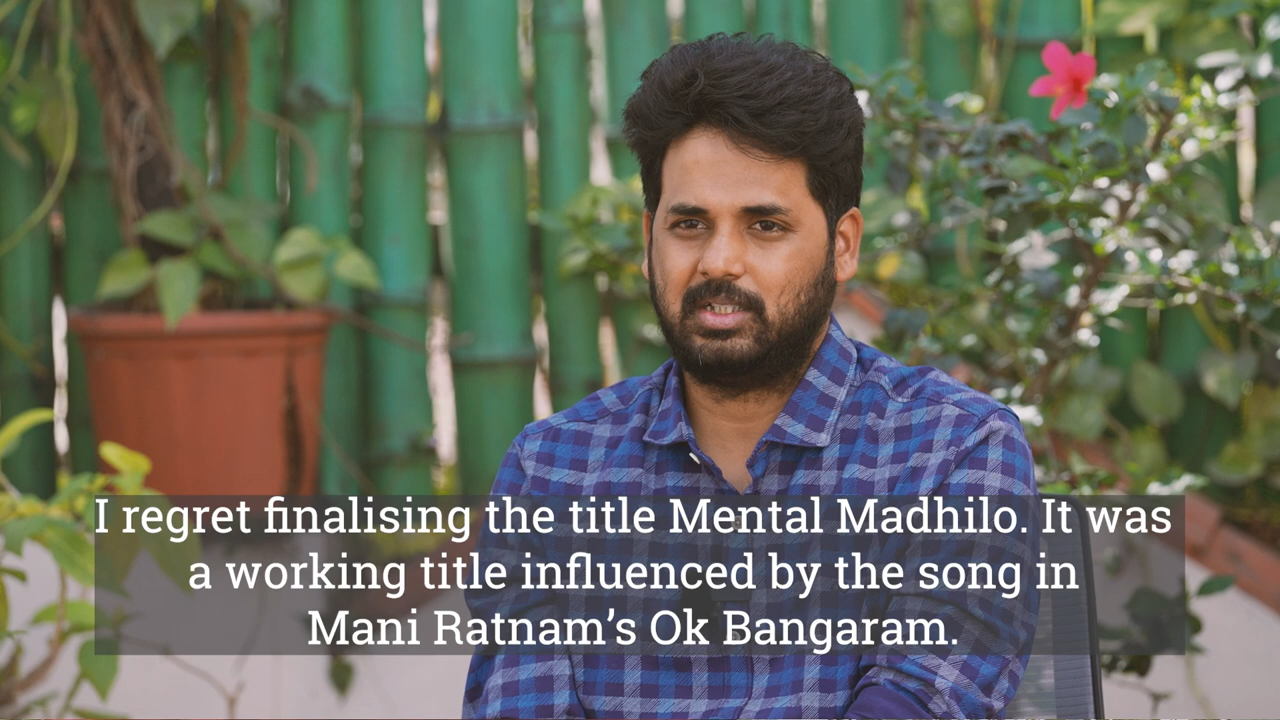 I regret finalising the title Mental Madhilo. It was
a working title influenced by the song in
Mani Ratnam’s Ok Bangaram.